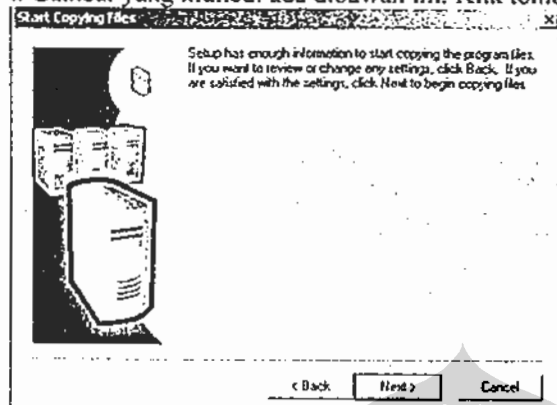 Start Copying Files
Setup has enough information to start copying the program files.
If you want to review or change any settings, click Back. If you
are satisfied with the settings, click Next to begin copying files
< Back
Next >
Cancel